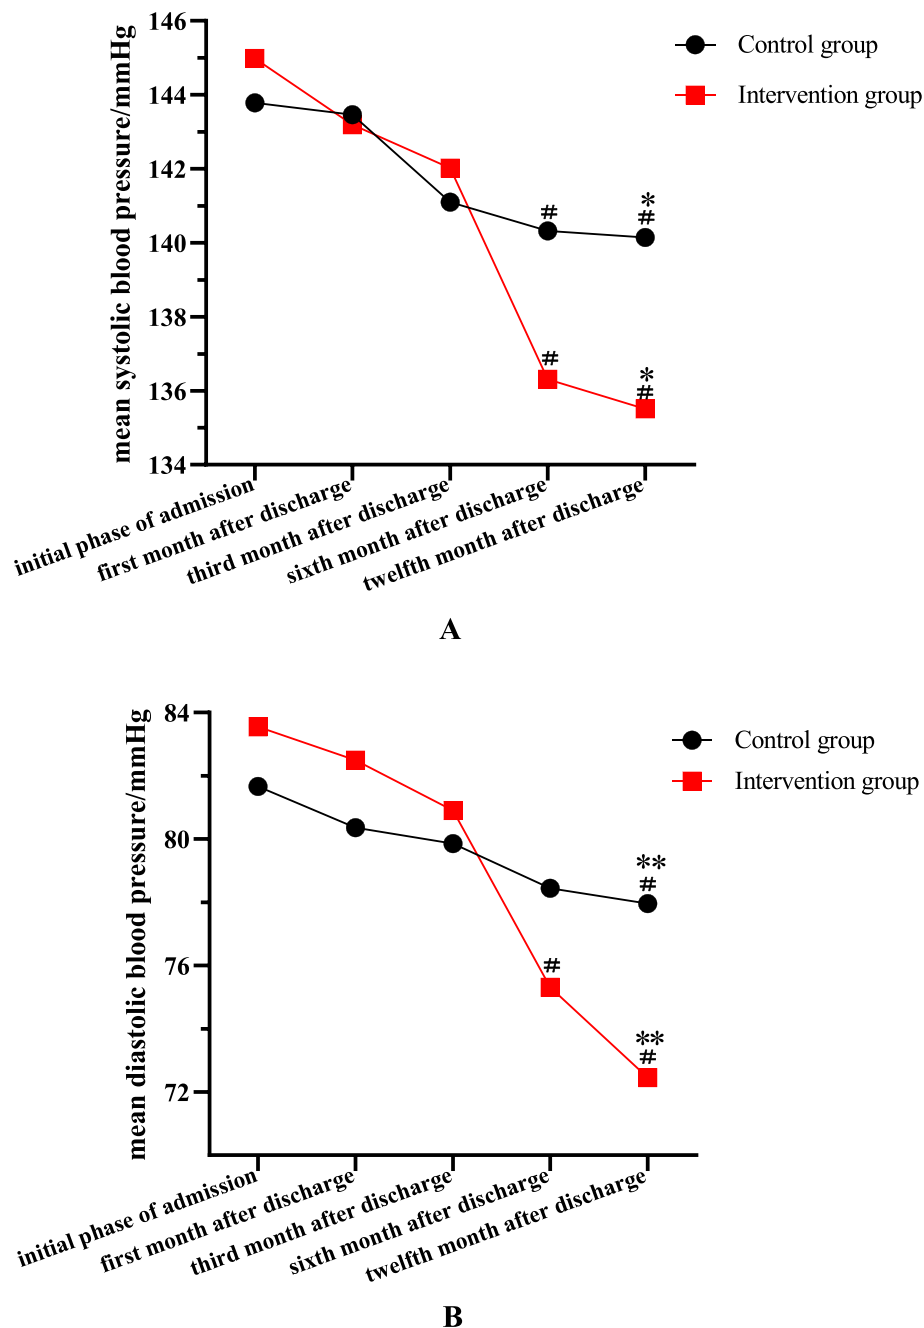 mean systolic blood pressure/mmHg
146
144
142
140
138
136
134
Control group
Intervention group
#
*
#
#
*
#
initial phase of admission
first month after discharge
third month after discharge
sixth month after discharge
twelfth month after discharge
A
mean diastolic blood pressure/mmHg
84
80
76
72
Control group
Intervention group
**
#
#
**
#
initial phase of admission
first month after discharge
third month after discharge
sixth month after discharge
twelfth month after discharge
B